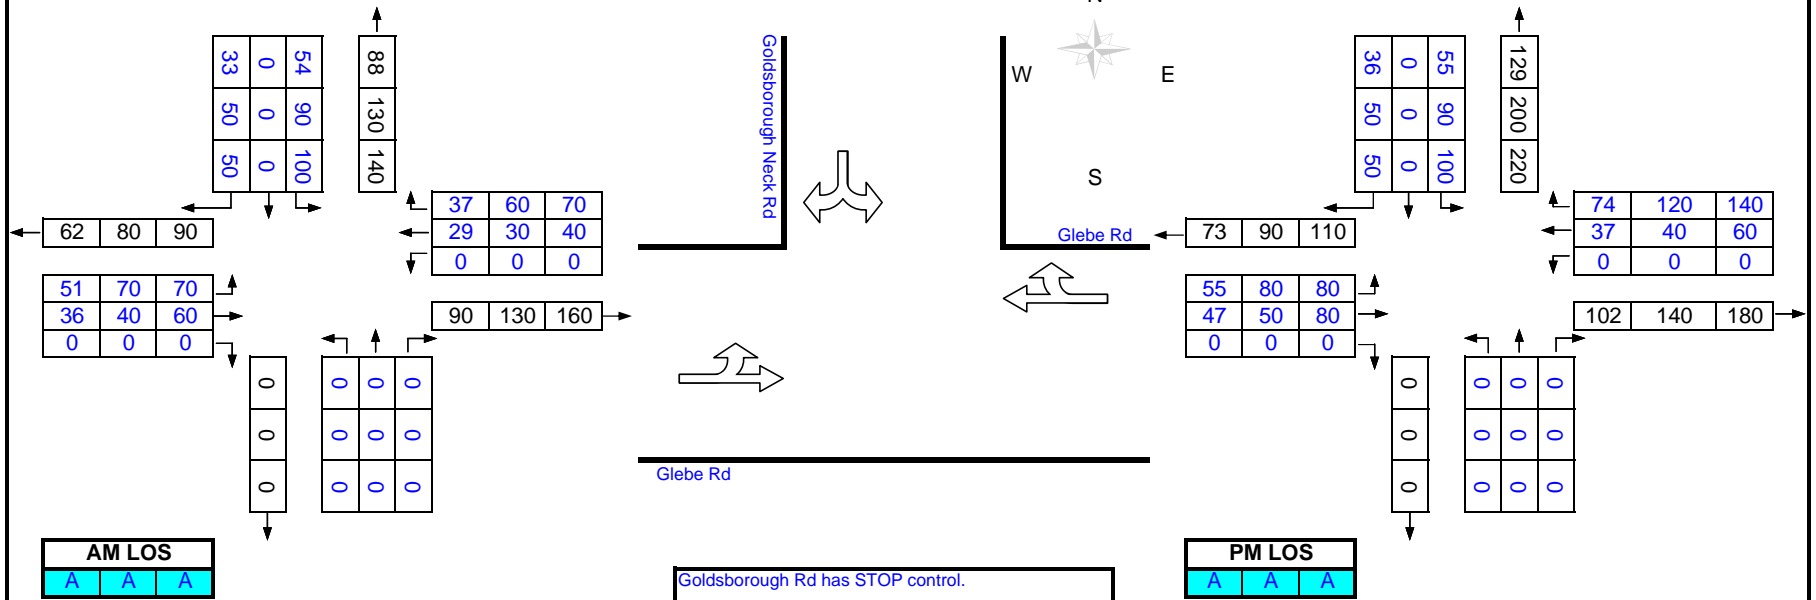 N
W
E
S
33 0 54
50 0 90
50 0 100
88
130
140
37 60 70
29 30 40
0 0 0
62 80 90
51 70 70
36 40 60
0 0 0
90 130 160
0
0
0
0 0 0
0 0 0
0 0 0
AM LOS
A A A
Goldsborough Neck Rd
Glebe Rd
Glebe Rd
Goldsborough Rd has STOP control.
36 0 55
50 0 90
50 0 100
129
200
220
74 120 140
37 40 60
0 0 0
73 90 110
55 80 80
47 50 80
0 0 0
102 140 180
0
0
0
0 0 0
0 0 0
0 0 0
PM LOS
A A A